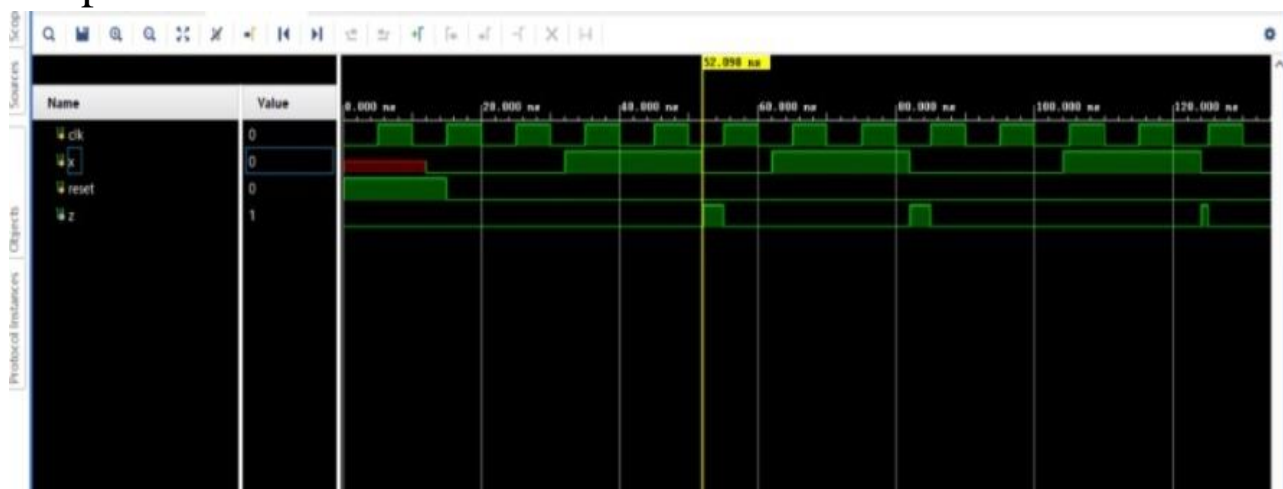 Sources
Objects
Protocol Instances
52.098 ns
Name Value
0.000 ns 20.000 ns 40.000 ns 60.000 ns 80.000 ns 100.000 ns 120.000 ns
clk 0
x 0
reset 0
z 1